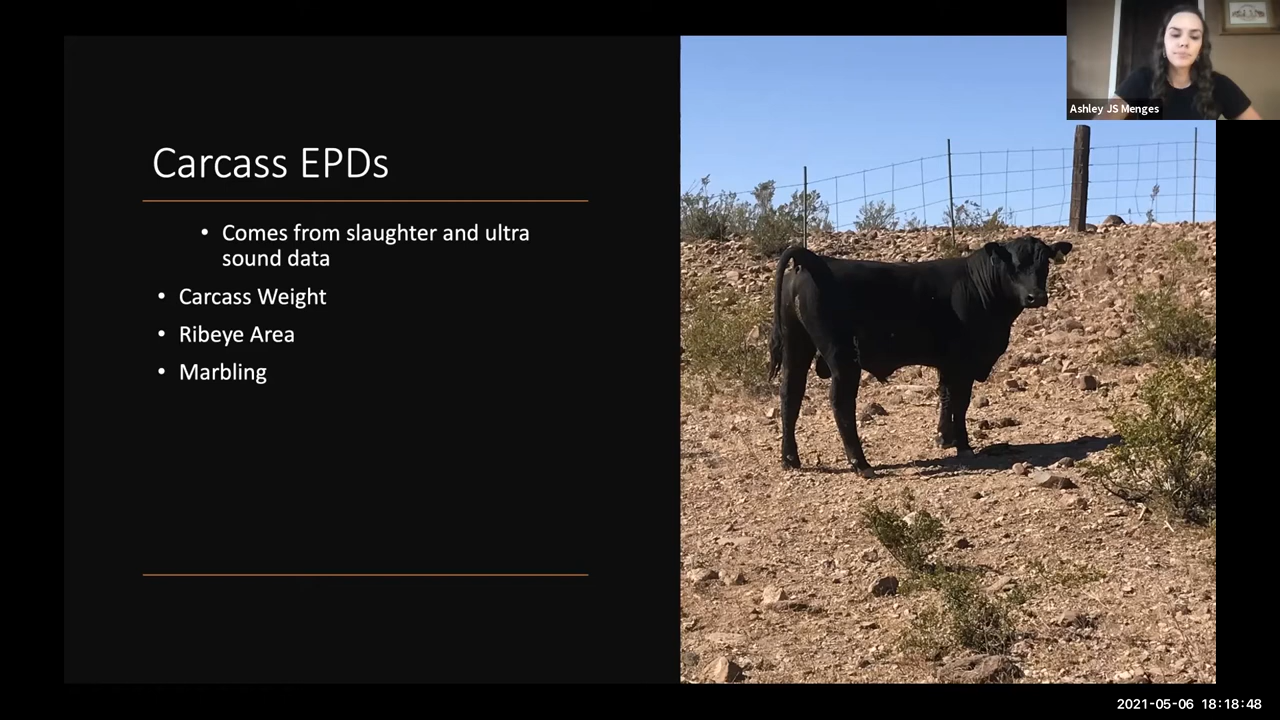 Ashley JS Menges
Carcass EPDs
• Comes from slaughter and ultra
sound data
• Carcass Weight
• Ribeye Area
• Marbling
2021-05-06 18:18:48